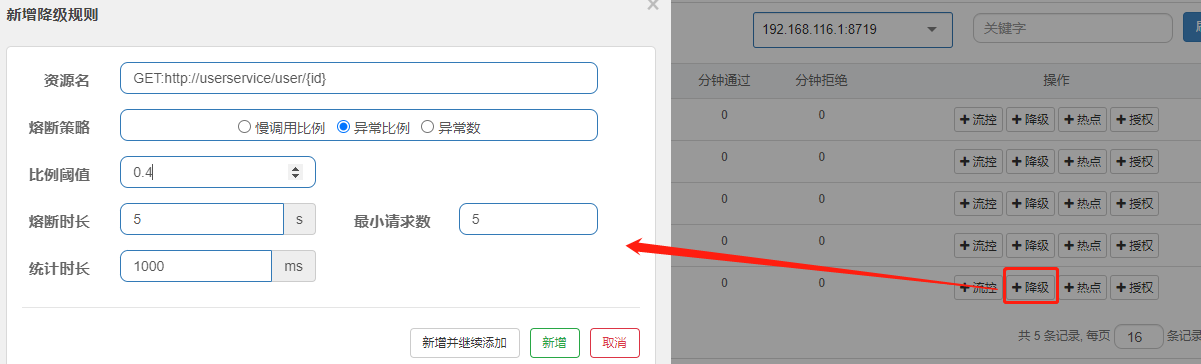 新增降级规则
×
资源名 GET:http://userservice/user/{id}
熔断策略 慢调用比例 异常比例 异常数
比例阈值 0.4
熔断时长 5 s 最小请求数 5
统计时长 1000 ms
新增并继续添加 新增 取消
192.168.116.1:8719 关键字
分钟通过 分钟拒绝 操作
0 0 +流控 +降级 +热点 +授权
0 0 +流控 +降级 +热点 +授权
0 0 +流控 +降级 +热点 +授权
0 0 +流控 +降级 +热点 +授权
0 0 +流控 +降级 +热点 +授权
共 5 条记录, 每页 16 条记录